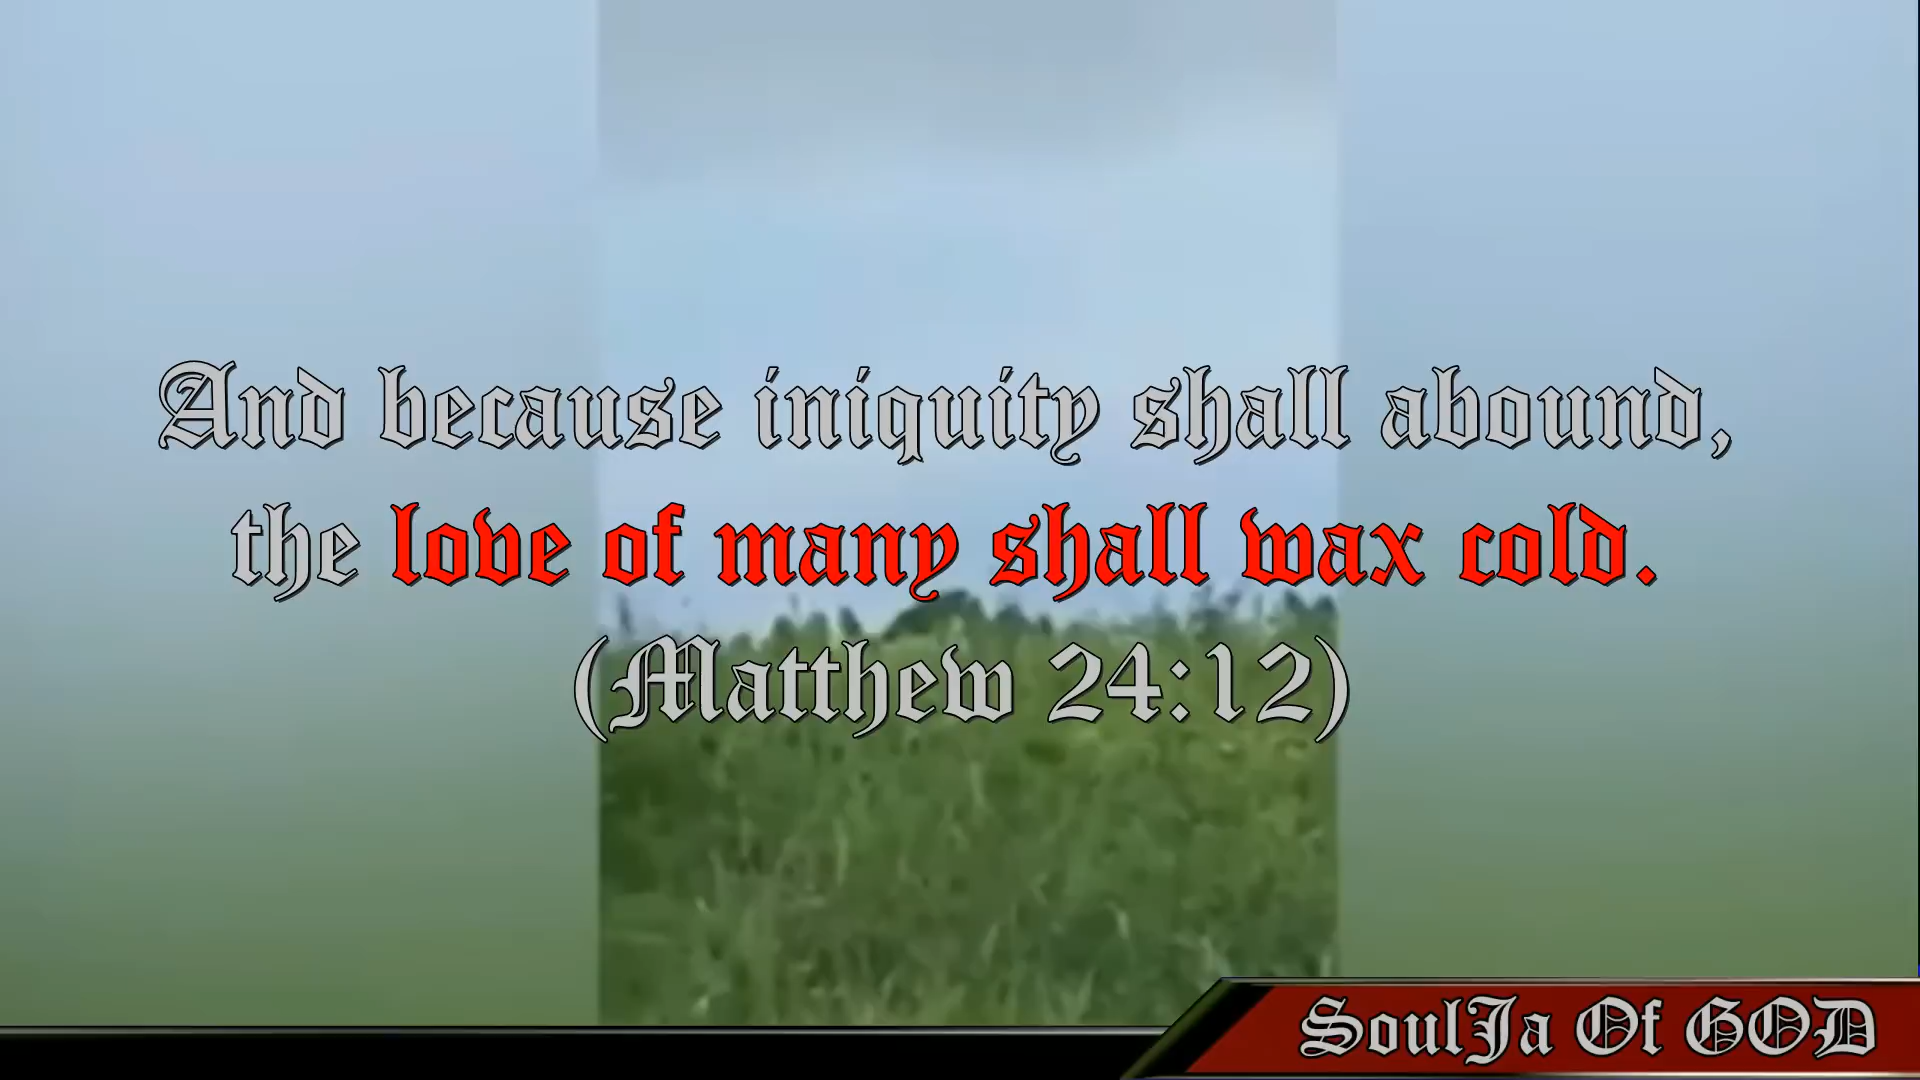 And because iniquity shall abound,
the love of many shall wax cold.
(Matthew 24:12)
SoulJa Of GOD